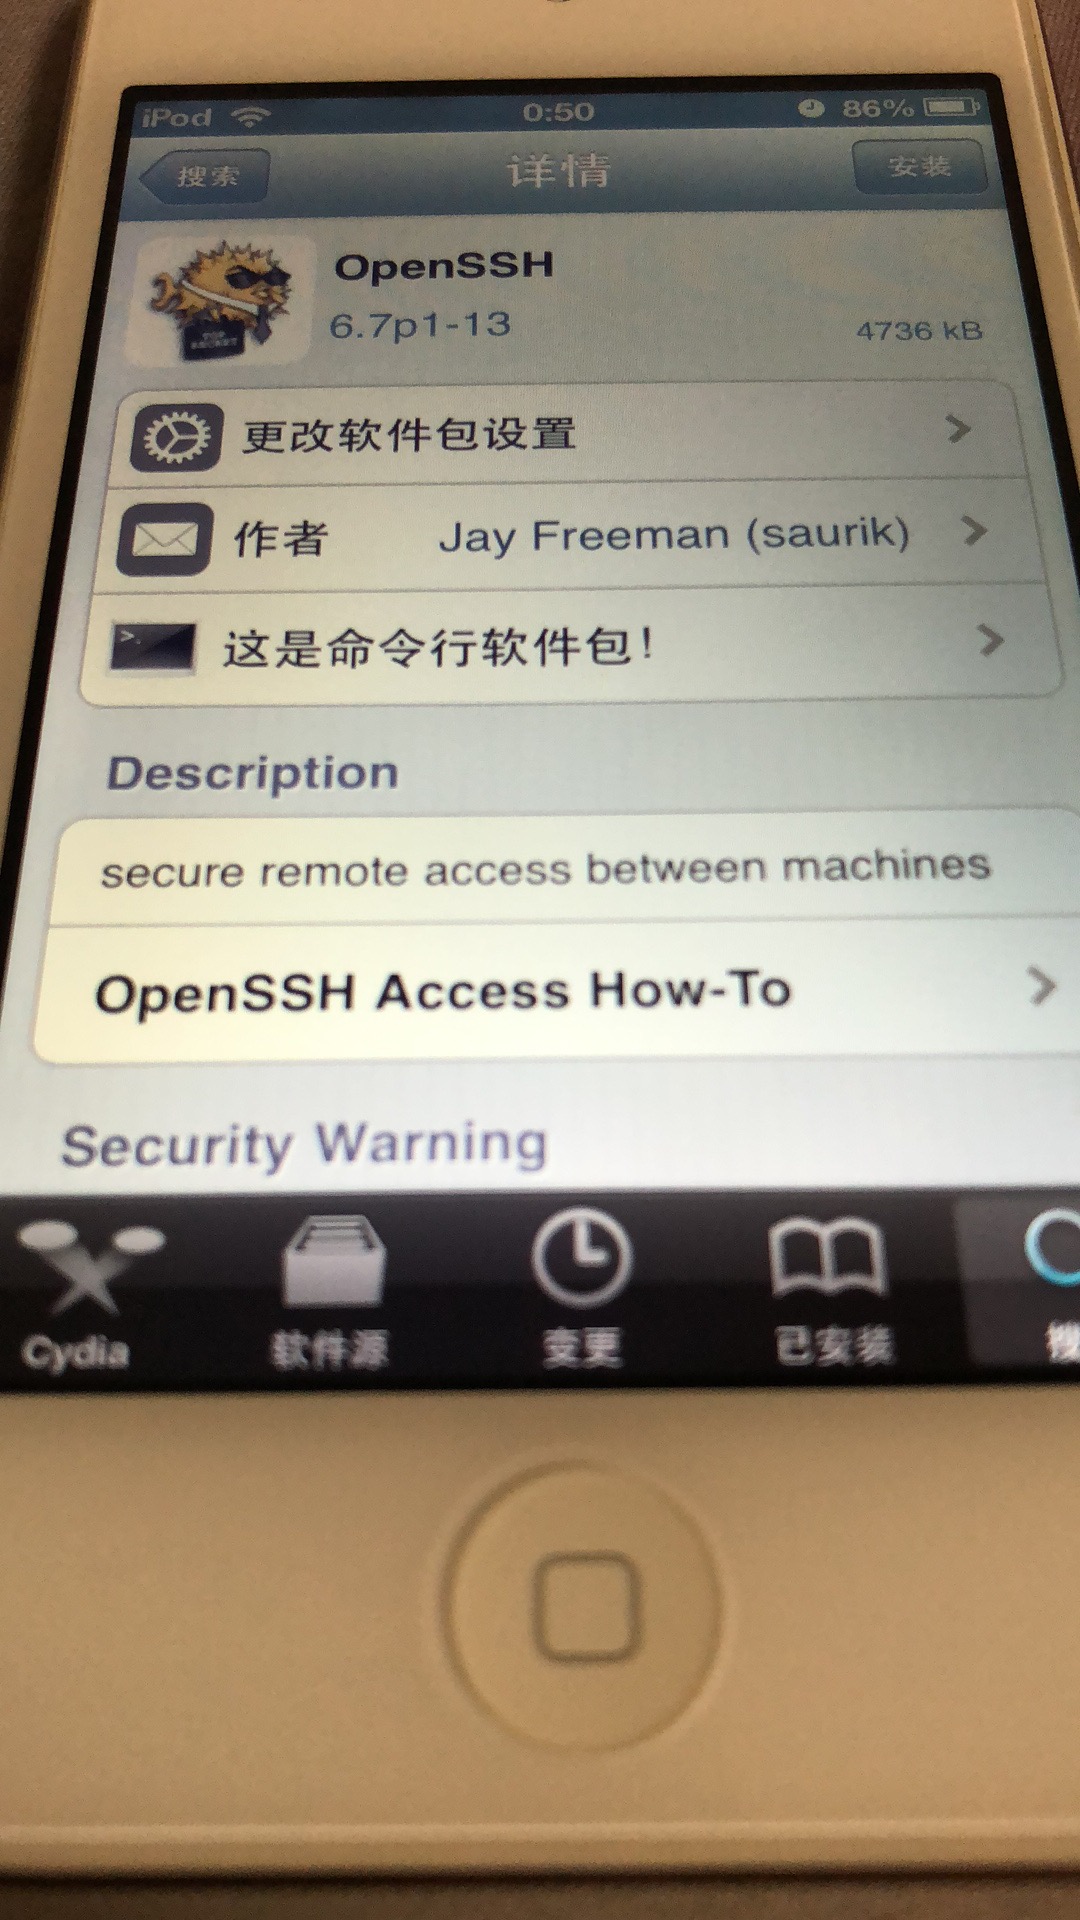 iPod 0:50 86%
搜索 详情 安装
OpenSSH
6.7p1-13 4736 kB
更改软件包设置
作者 Jay Freeman (saurik)
>. 这是命令行软件包!
Description
secure remote access between machines
OpenSSH Access How-To
Security Warning
Cydia 软件源 变更 已安装